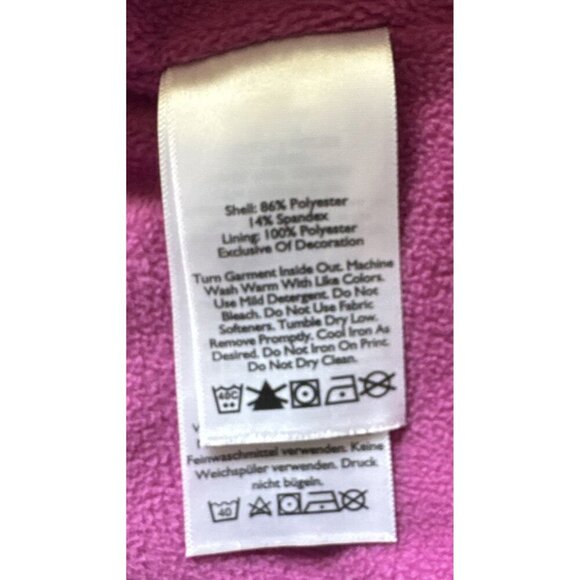 Shell: 86% Polyester
14% Spandex
Lining: 100% Polyester
Exclusive Of Decoration
Turn Garment Inside Out. Machine
Wash Warm With Like Colors.
Use Mild Detergent. Do Not
Bleach. Do Not Use Fabric
Softeners. Tumble Dry Low.
Remove Promptly. Cool Iron As
Desired. Do Not Iron On Print.
Do Not Dry Clean.
40C
Feinwaschmittel verwenden. Keine
Weichspüler verwenden. Druck
nicht bügeln.
40